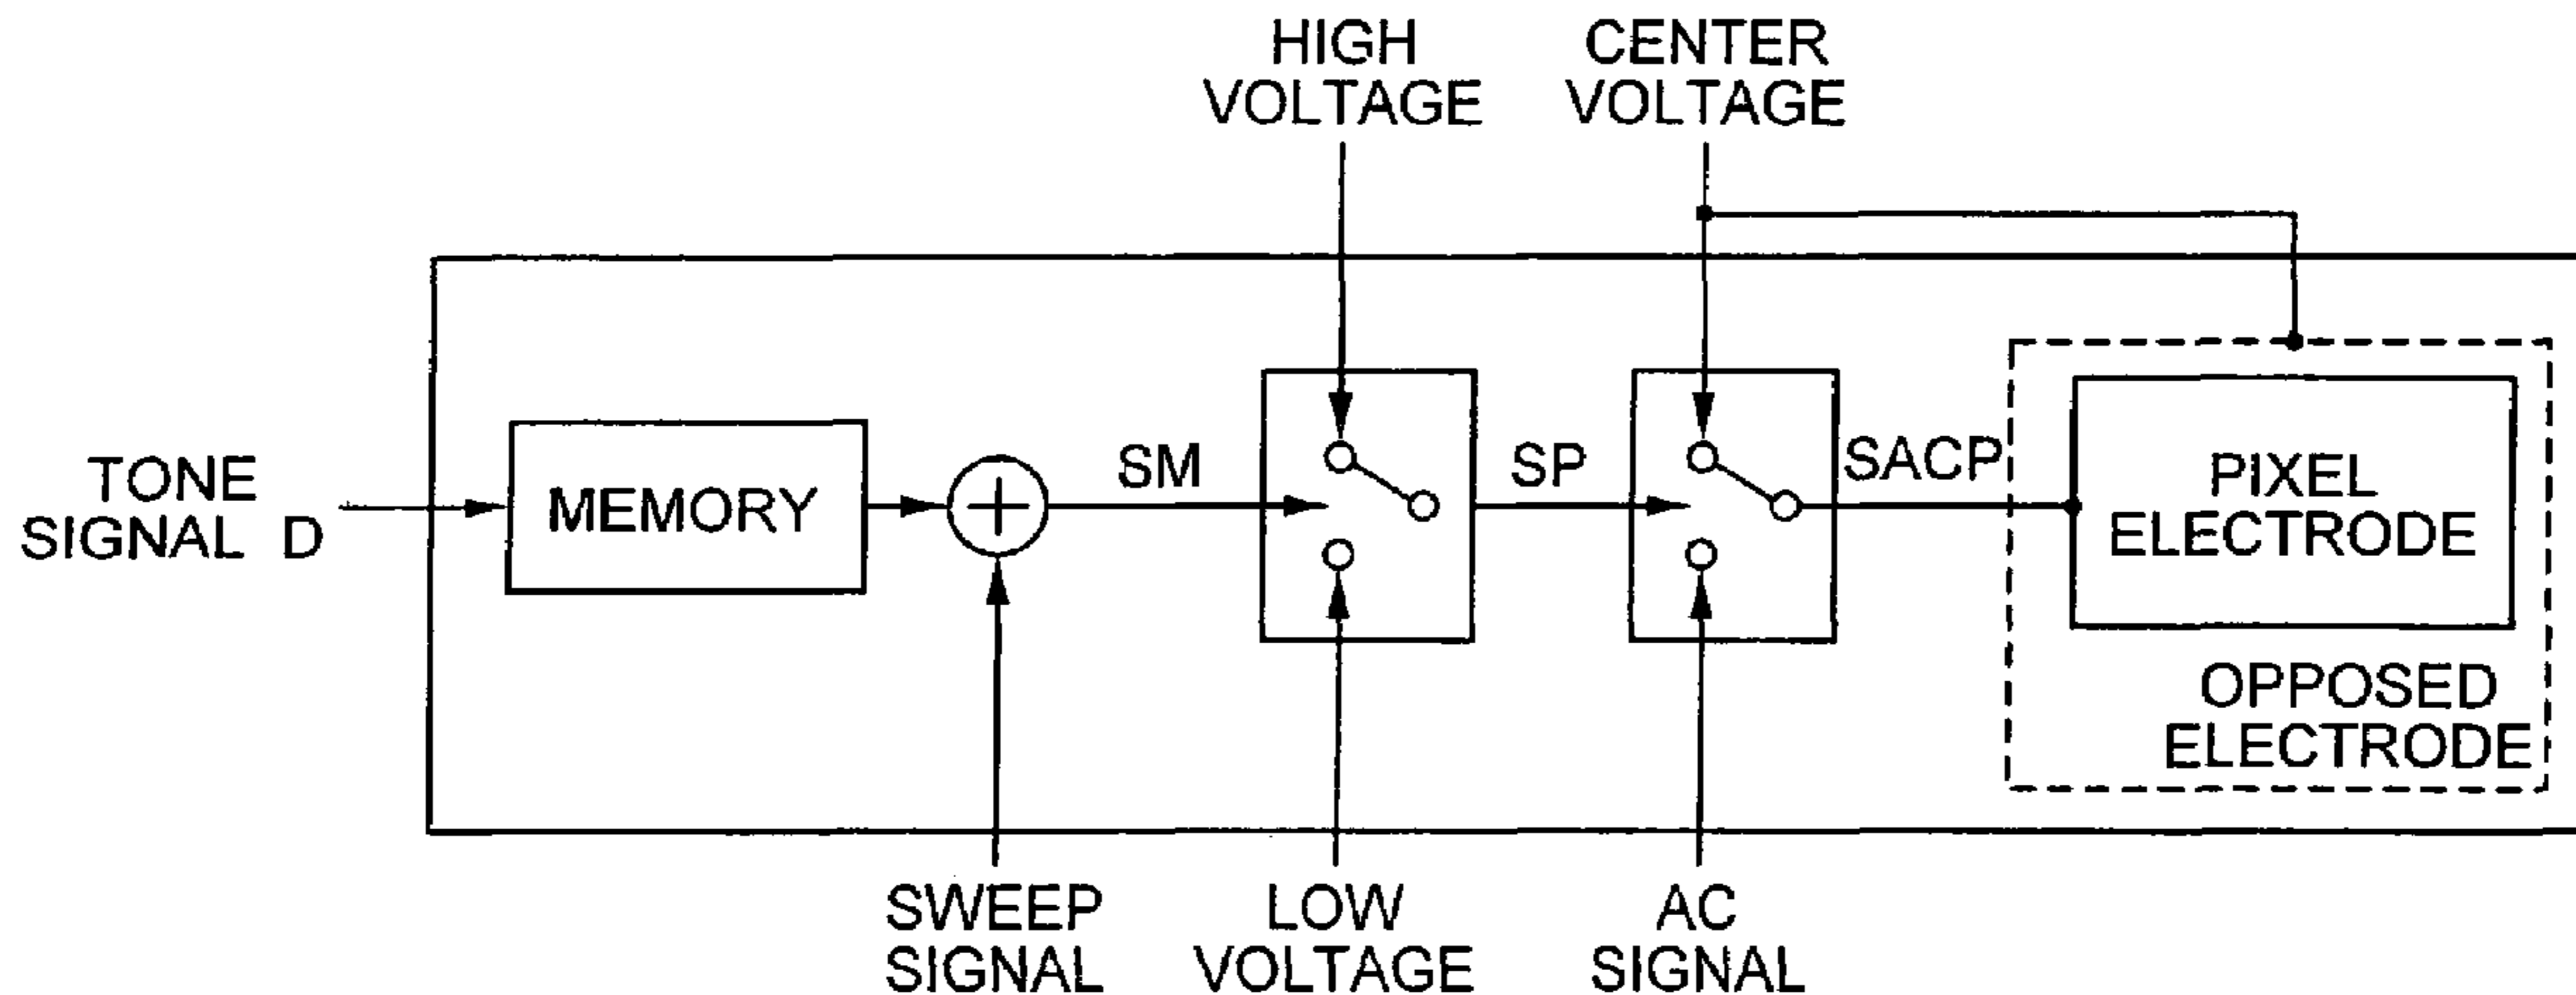 HIGH
VOLTAGE
CENTER
VOLTAGE
TONE
SIGNAL D
MEMORY
+
SM
SP
SACP
PIXEL
ELECTRODE
OPPOSED
ELECTRODE
SWEEP
SIGNAL
LOW
VOLTAGE
AC
SIGNAL